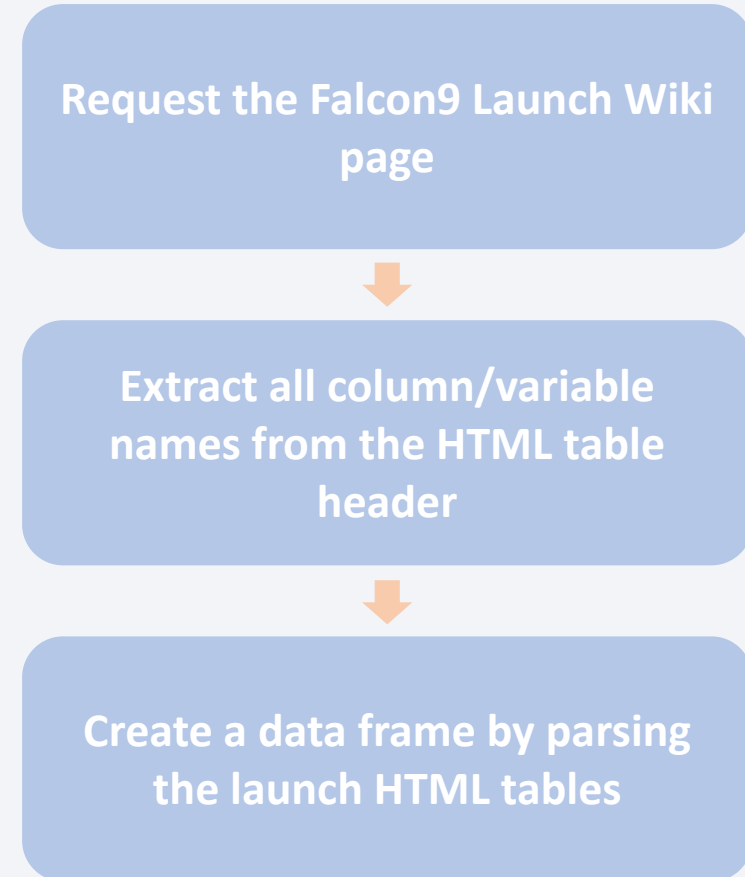 Request the Falcon9 Launch Wiki
page
Extract all column/variable
names from the HTML table
header
Create a data frame by parsing
the launch HTML tables